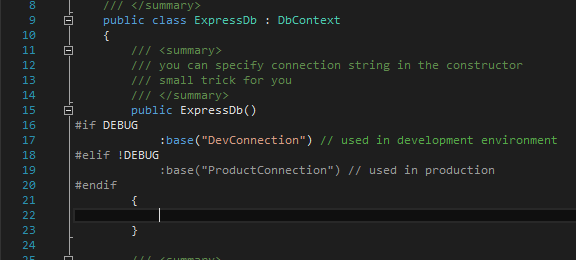 8 /// </summary>
9 public class ExpressDb : DbContext
10 {
11 /// <summary>
12 /// you can specify connection string in the constructor
13 /// small trick for you
14 /// </summary>
15 public ExpressDb()
16 #if DEBUG
17 :base("DevConnection") // used in development environment
18 #elif !DEBUG
19 :base("ProductConnection") // used in production
20 #endif
21 {
22
23 }
24
25 /// <summary>